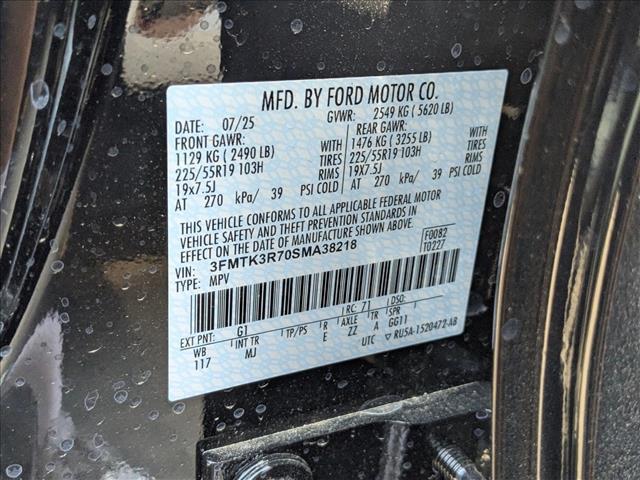 MFD. BY FORD MOTOR CO.
DATE: 07/25 GVWR: 2549 KG ( 5620 LB)
FRONT GAWR: REAR GAWR:
1129 KG ( 2490 LB) WITH 1476 KG ( 3255 LB) WITH
225/55R19 103H TIRES 225/55R19 103H TIRES
19x7.5J RIMS 19x7.5J RIMS
AT 270 kPa/ 39 PSI COLD AT 270 kPa/ 39 PSI COLD
THIS VEHICLE CONFORMS TO ALL APPLICABLE FEDERAL MOTOR
VEHICLE SAFETY AND THEFT PREVENTION STANDARDS IN
EFFECT ON THE DATE OF MANUFACTURE SHOWN ABOVE.
VIN: 3FMTK3R70SMA38218 F0082
TYPE: MPV T0227
EXT PNT: G1 RC: 71 DSO:
WB INT TR TP/PS R AXLE TR SPR
117 MJ E ZZ A GG11
UTC RU5A-1520472-AB